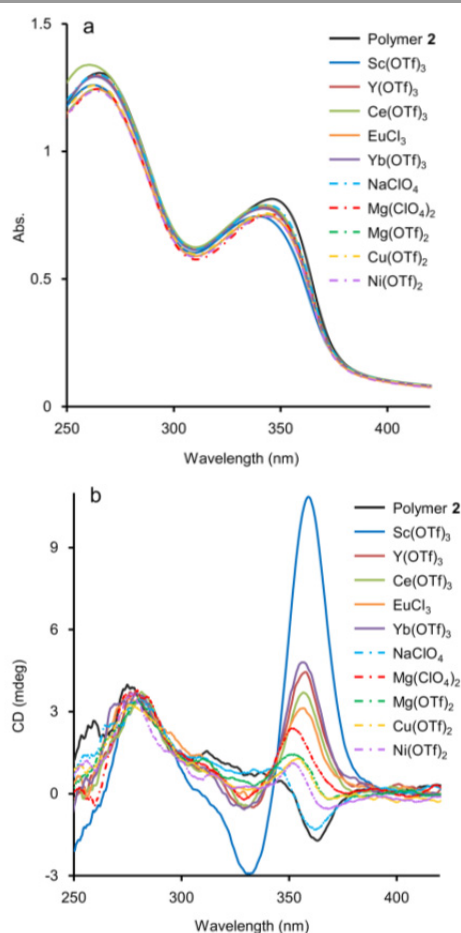 a
1.5
1
0.5
0
Abs.
Polymer 2
Sc(OTf)3
Y(OTf)3
Ce(OTf)3
EuCl3
Yb(OTf)3
NaClO4
Mg(ClO4)2
Mg(OTf)2
Cu(OTf)2
Ni(OTf)2
250 300 350 400
Wavelength (nm)
b
9
6
3
0
-3
CD (mdeg)
Polymer 2
Sc(OTf)3
Y(OTf)3
Ce(OTf)3
EuCl3
Yb(OTf)3
NaClO4
Mg(ClO4)2
Mg(OTf)2
Cu(OTf)2
Ni(OTf)2
250 300 350 400
Wavelength (nm)